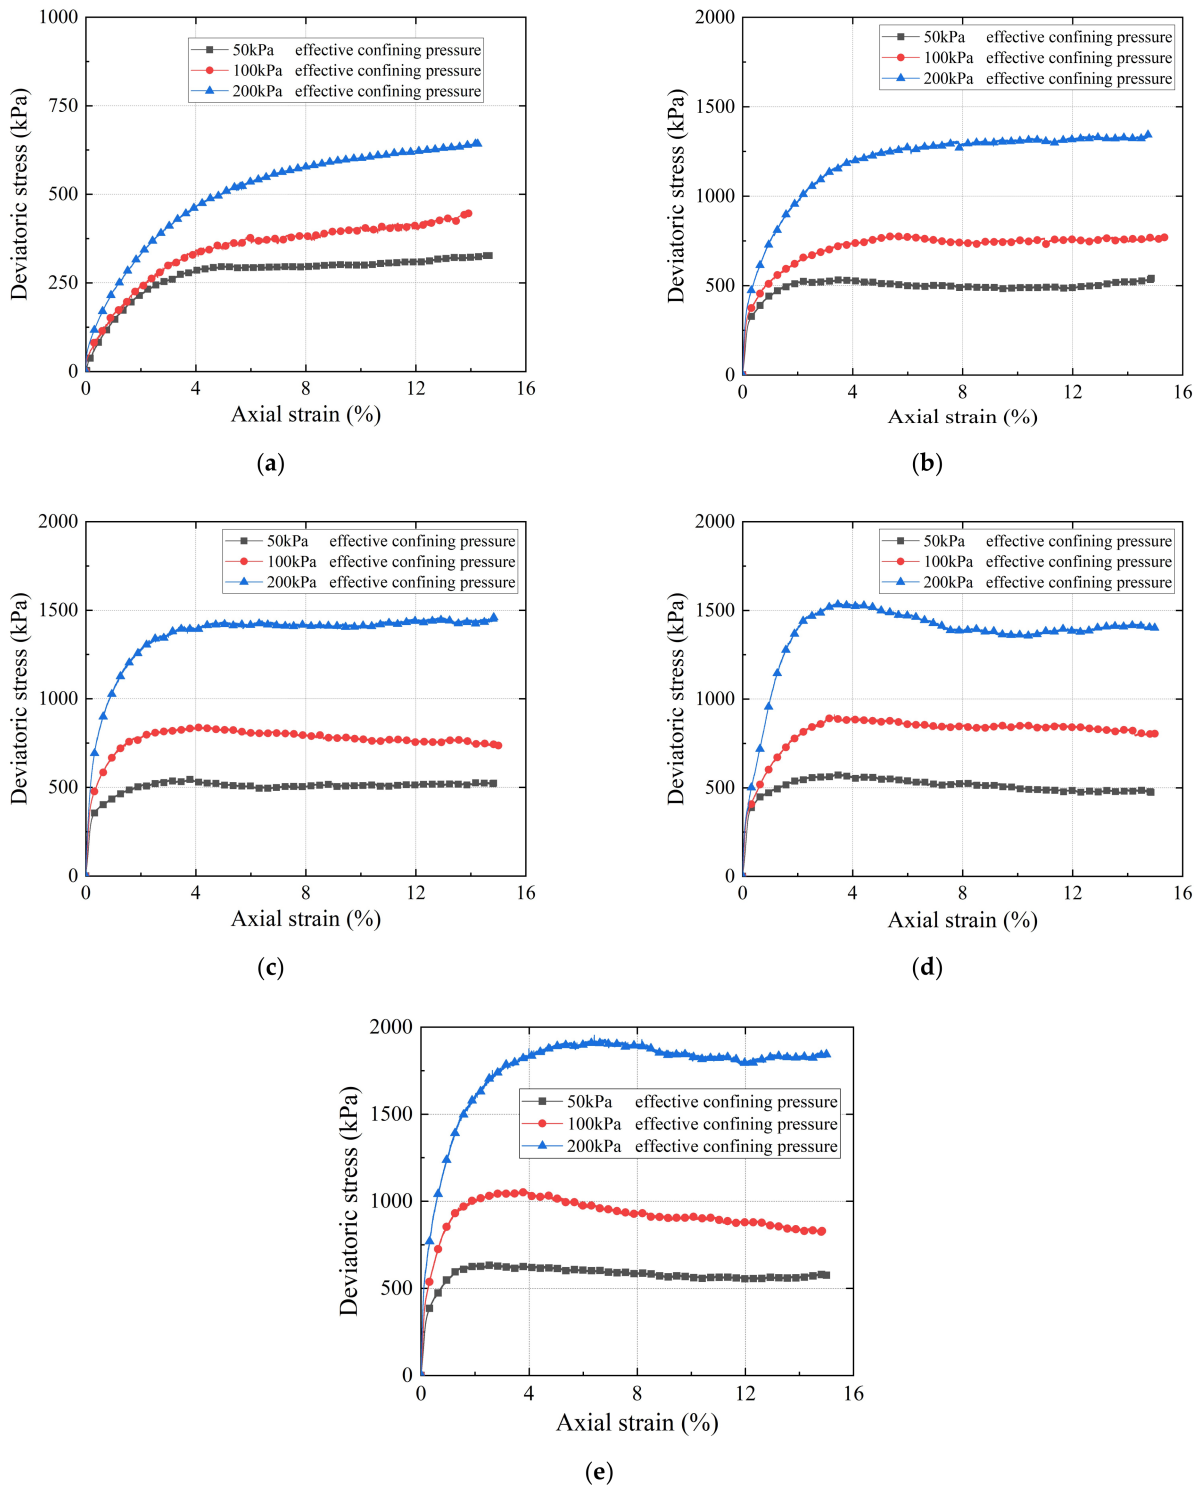 1000
750
500
250
0
Deviatoric stress (kPa)
50kPa effective confining pressure
100kPa effective confining pressure
200kPa effective confining pressure
0 4 8 12 16
Axial strain (%)
(a)
2000
1500
1000
500
0
Deviatoric stress (kPa)
50kPa effective confining pressure
100kPa effective confining pressure
200kPa effective confining pressure
0 4 8 12 16
Axial strain (%)
(b)
2000
1500
1000
500
0
Deviatoric stress (kPa)
50kPa effective confining pressure
100kPa effective confining pressure
200kPa effective confining pressure
0 4 8 12 16
Axial strain (%)
(c)
2000
1500
1000
500
0
Deviatoric stress (kPa)
50kPa effective confining pressure
100kPa effective confining pressure
200kPa effective confining pressure
0 4 8 12 16
Axial strain (%)
(d)
2000
1500
1000
500
0
Deviatoric stress (kPa)
50kPa effective confining pressure
100kPa effective confining pressure
200kPa effective confining pressure
0 4 8 12 16
Axial strain (%)
(e)